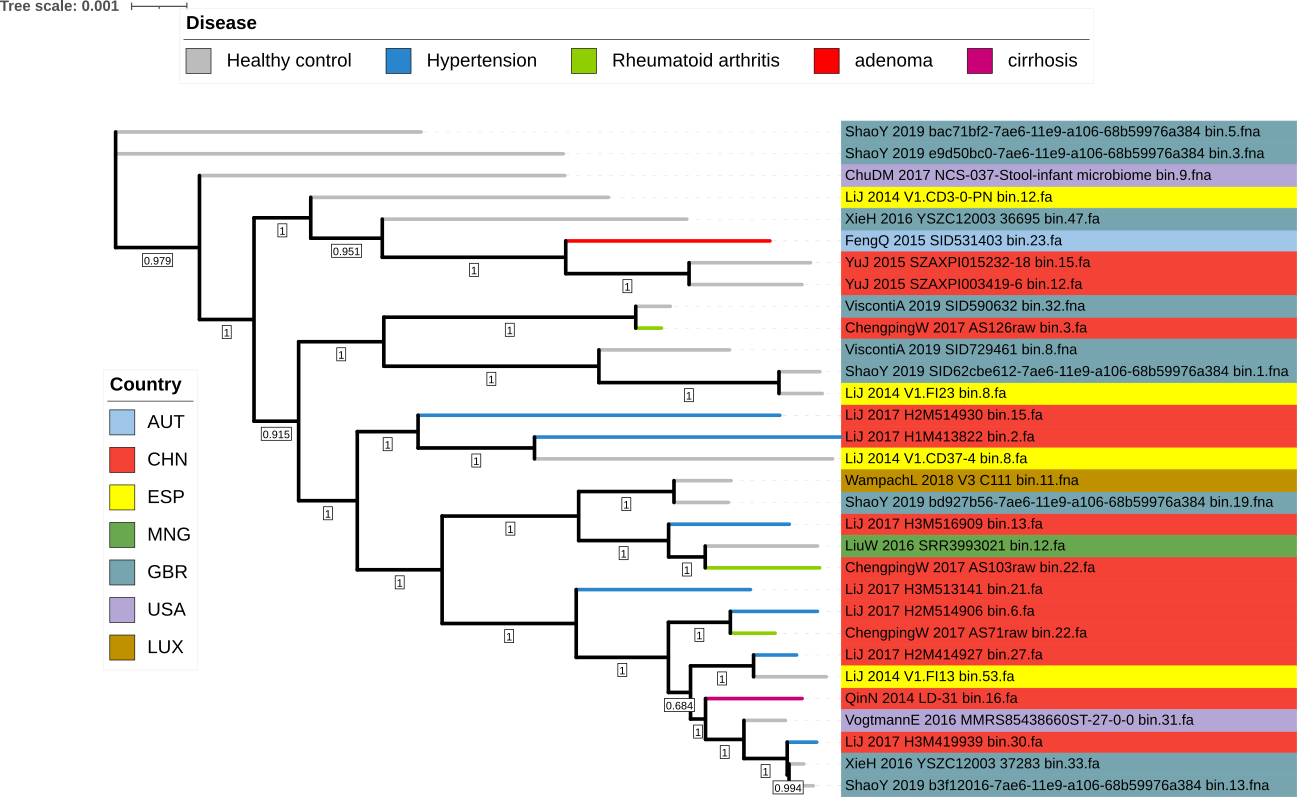 Tree scale: 0.001
Disease
Healthy control Hypertension Rheumatoid arthritis adenoma cirrhosis
ShaoY 2019 bac71bf2-7ae6-11e9-a106-68b59976a384 bin.5.fna
ShaoY 2019 e9d50bc0-7ae6-11e9-a106-68b59976a384 bin.3.fna
ChuDM 2017 NCS-037-Stool-infant microbiome bin.9.fna
LiJ 2014 V1.CD3-0-PN bin.12.fa
XieH 2016 YSZC12003 36695 bin.47.fa
1
FengQ 2015 SID531403 bin.23.fa
0.951
0.979
YuJ 2015 SZAXPI015232-18 bin.15.fa
1
YuJ 2015 SZAXPI003419-6 bin.12.fa
1
ViscontiA 2019 SID590632 bin.32.fna
ChengpingW 2017 AS126raw bin.3.fa
1
1
ViscontiA 2019 SID729461 bin.8.fna
1
ShaoY 2019 SID62cbe612-7ae6-11e9-a106-68b59976a384 bin.1.fna
1
LiJ 2014 V1.FI23 bin.8.fa
1
LiJ 2017 H2M514930 bin.15.fa
0.915
LiJ 2017 H1M413822 bin.2.fa
1
LiJ 2014 V1.CD37-4 bin.8.fa
1
WampachL 2018 V3 C111 bin.11.fna
ShaoY 2019 bd927b56-7ae6-11e9-a106-68b59976a384 bin.19.fna
1
1
LiJ 2017 H3M516909 bin.13.fa
1
LiuW 2016 SRR3993021 bin.12.fa
1
ChengpingW 2017 AS103raw bin.22.fa
1
1
LiJ 2017 H3M513141 bin.21.fa
LiJ 2017 H2M514906 bin.6.fa
ChengpingW 2017 AS71raw bin.22.fa
1
1
LiJ 2017 H2M414927 bin.27.fa
1
LiJ 2014 V1.FI13 bin.53.fa
1
QinN 2014 LD-31 bin.16.fa
0.684
VogtmannE 2016 MMRS85438660ST-27-0-0 bin.31.fa
1
LiJ 2017 H3M419939 bin.30.fa
1
XieH 2016 YSZC12003 37283 bin.33.fa
1
ShaoY 2019 b3f12016-7ae6-11e9-a106-68b59976a384 bin.13.fna
0.994
Country
AUT
CHN
ESP
MNG
GBR
USA
LUX